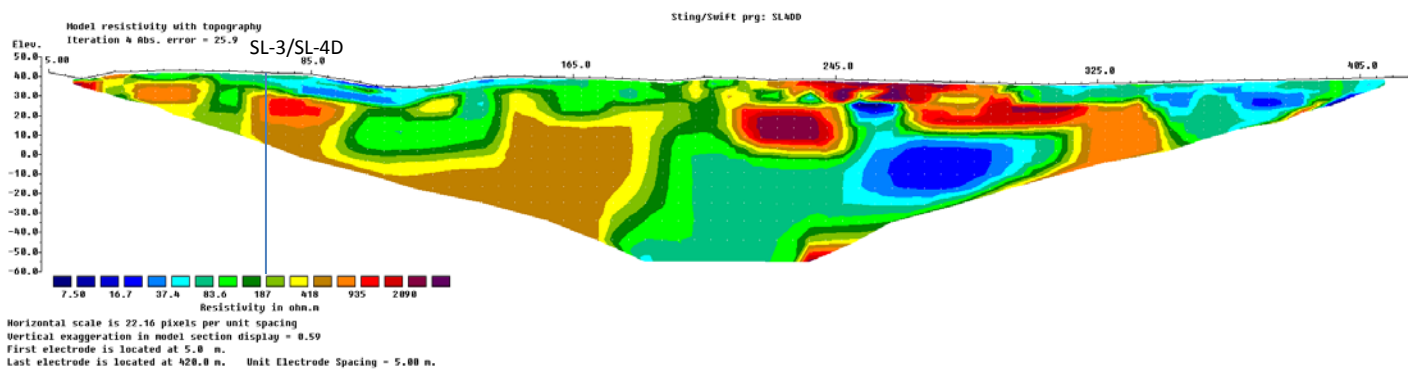 Sting/Swift prg: SL4DD
Model resistivity with topography
Iteration 4 Abs. error = 25.9
Elev.
SL-3/SL-4D
5.00 85.0 165.0 245.0 325.0 405.0
50.0
40.0
30.0
20.0
10.0
0.0
-10.0
-20.0
-30.0
-40.0
-50.0
-60.0
7.50 16.7 37.4 83.6 187 418 935 2090
Resistivity in ohm.m
Horizontal scale is 22.16 pixels per unit spacing
Vertical exaggeration in model section display = 0.59
First electrode is located at 5.0 m.
Last electrode is located at 420.0 m. Unit Electrode Spacing = 5.00 m.